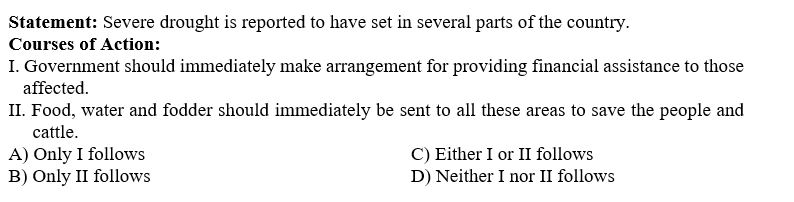 Statement: Severe drought is reported to have set in several parts of the country.
Courses of Action:
I. Government should immediately make arrangement for providing financial assistance to those
affected.
II. Food, water and fodder should immediately be sent to all these areas to save the people and
cattle.
A) Only I follows C) Either I or II follows
B) Only II follows D) Neither I nor II follows